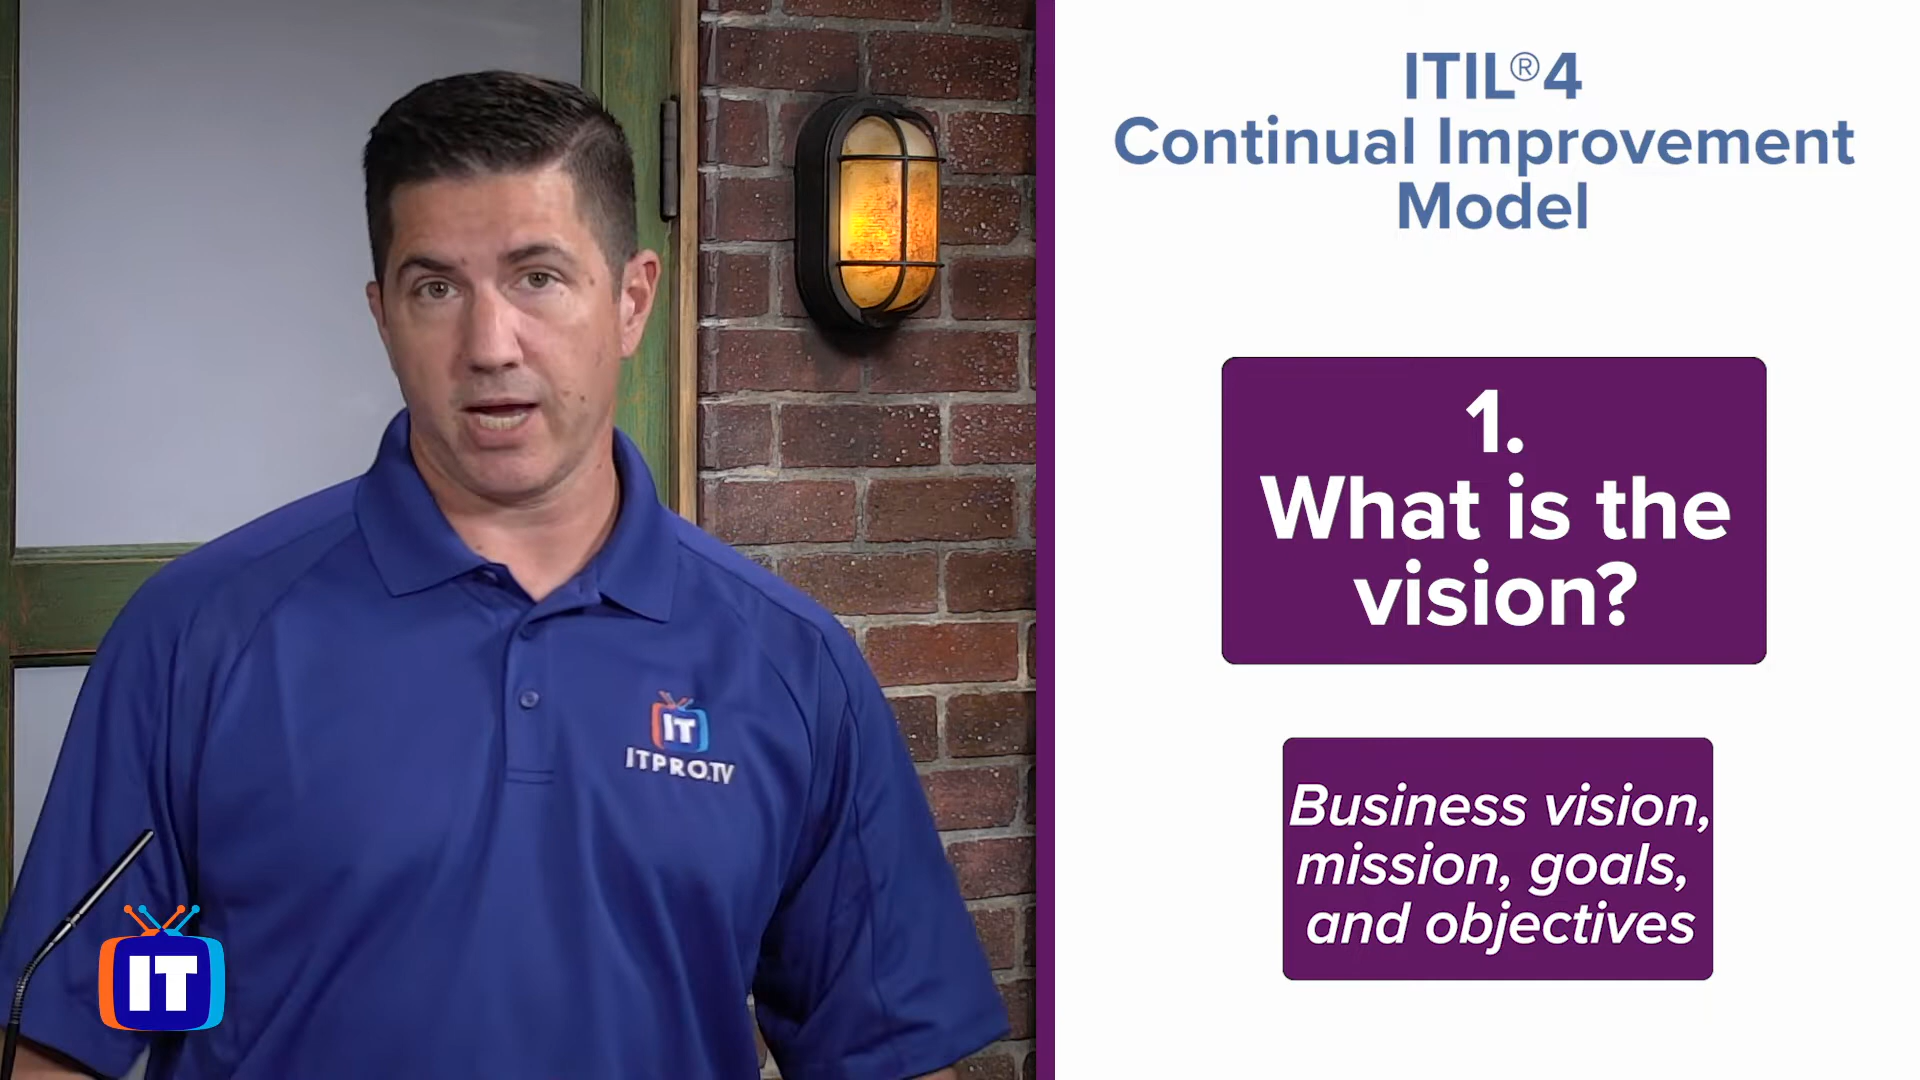 ITIL®4
Continual Improvement
Model
1.
What is the
vision?
Business vision,
mission, goals,
and objectives
IT
ITPRO.TV
IT